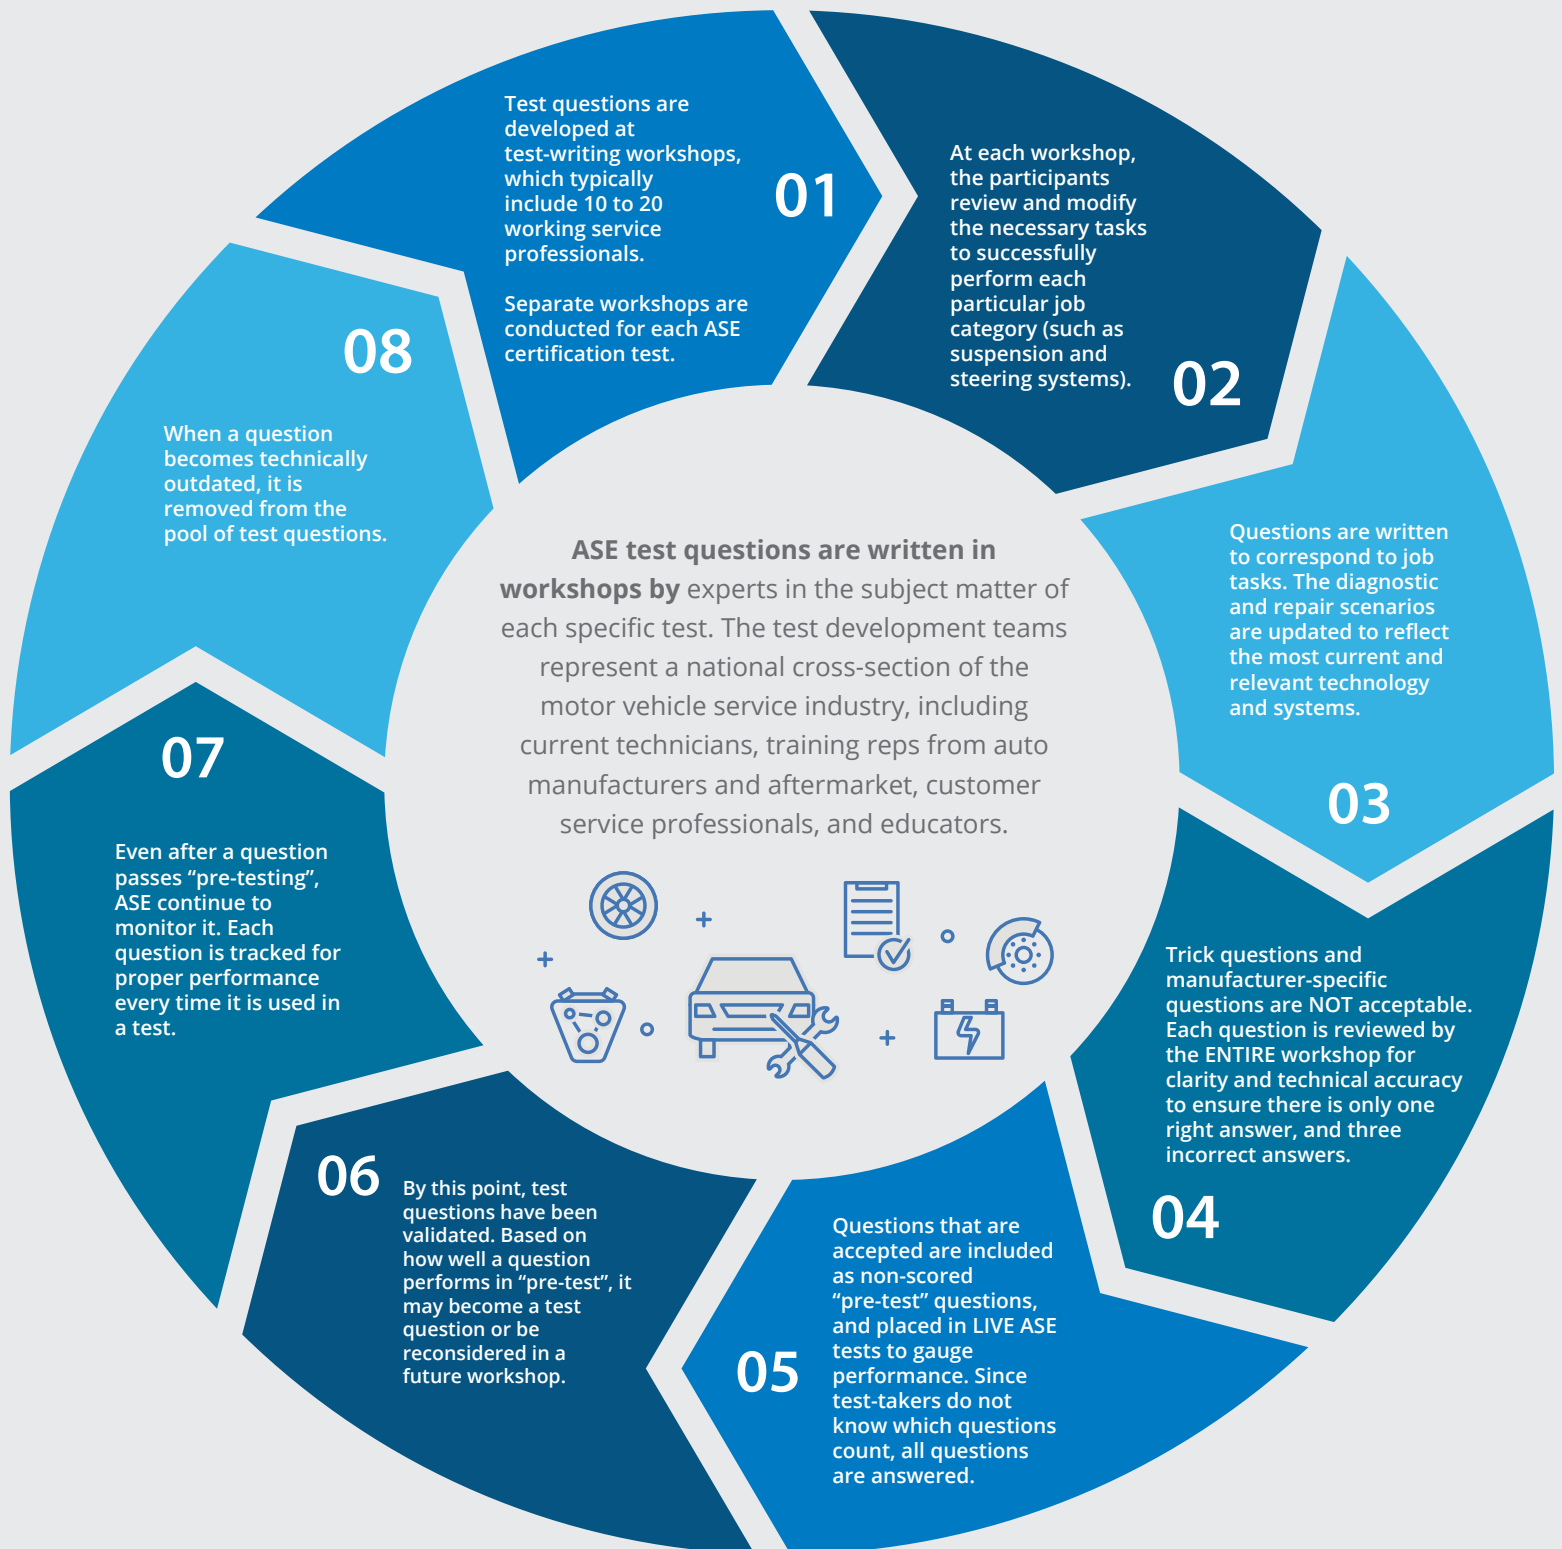 Test questions are
developed at
test-writing workshops,
which typically
include 10 to 20
working service
professionals.
Separate workshops are
conducted for each ASE
certification test.
01
At each workshop,
the participants
review and modify
the necessary tasks
to successfully
perform each
particular job
category (such as
suspension and
steering systems).
02
Questions are written
to correspond to job
tasks. The diagnostic
and repair scenarios
are updated to reflect
the most current and
relevant technology
and systems.
03
Trick questions and
manufacturer-specific
questions are NOT acceptable.
Each question is reviewed by
the ENTIRE workshop for
clarity and technical accuracy
to ensure there is only one
right answer, and three
incorrect answers.
04
Questions that are
accepted are included
as non-scored
“pre-test” questions,
and placed in LIVE ASE
tests to gauge
performance. Since
test-takers do not
know which questions
count, all questions
are answered.
05
06
By this point, test
questions have been
validated. Based on
how well a question
performs in “pre-test”, it
may become a test
question or be
reconsidered in a
future workshop.
07
Even after a question
passes “pre-testing”,
ASE continue to
monitor it. Each
question is tracked for
proper performance
every time it is used in
a test.
08
When a question
becomes technically
outdated, it is
removed from the
pool of test questions.
ASE test questions are written in
workshops by experts in the subject matter of
each specific test. The test development teams
represent a national cross-section of the
motor vehicle service industry, including
current technicians, training reps from auto
manufacturers and aftermarket, customer
service professionals, and educators.